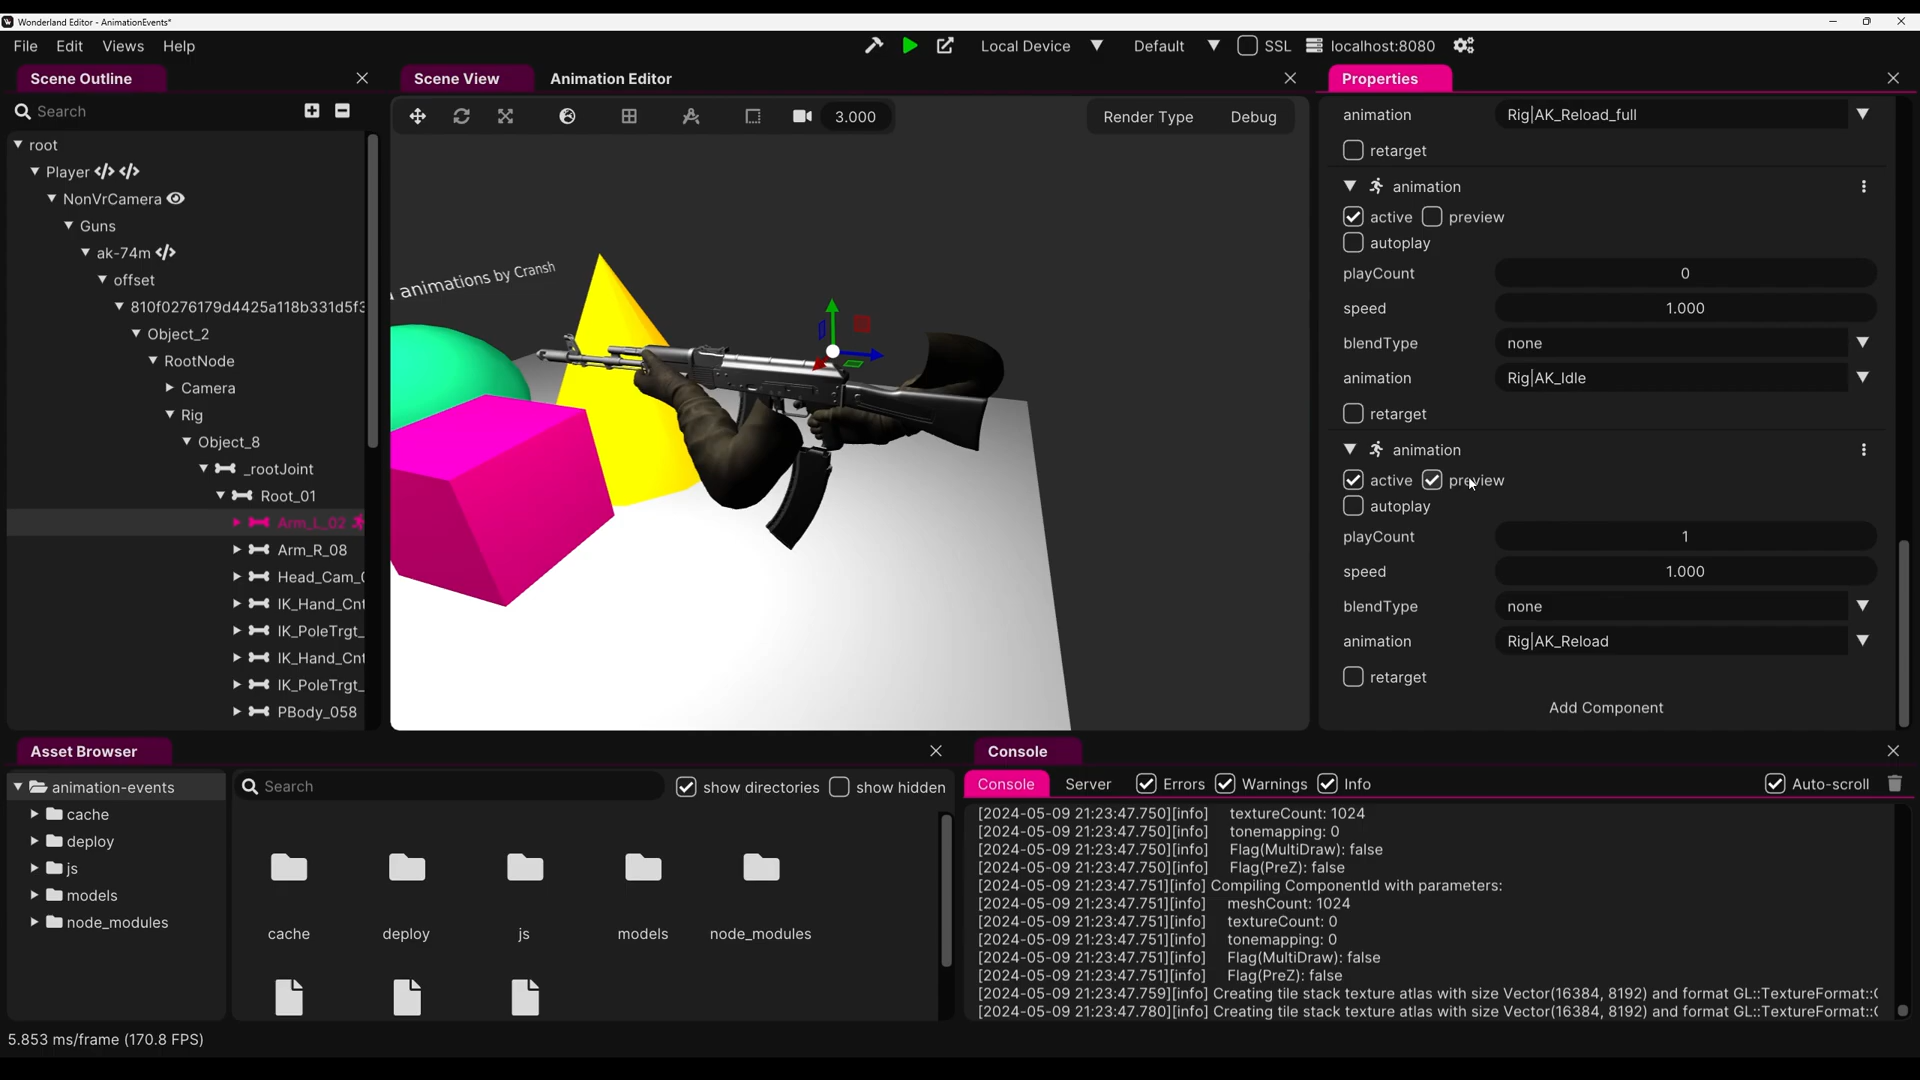 Wonderland Editor - AnimationEvents*
File Edit Views Help
Local Device Default SSL localhost:8080
Scene Outline
Search
root
Player
NonVrCamera
Guns
ak-74m
offset
810f0276179d4425a118b331d5f3
Object_2
RootNode
Camera
Rig
Object_8
_rootJoint
Root_01
Arm_L_02
Arm_R_08
Head_Cam_0
IK_Hand_Cnt
IK_PoleTrgt_
IK_Hand_Cnt
IK_PoleTrgt_
PBody_058
Scene View Animation Editor
3.000 Render Type Debug
animations by Cransh
Properties
animation Rig|AK_Reload_full
retarget
animation
active preview
autoplay
playCount 0
speed 1.000
blendType none
animation Rig|AK_Idle
retarget
animation
active preview
autoplay
playCount 1
speed 1.000
blendType none
animation Rig|AK_Reload
retarget
Add Component
Asset Browser
animation-events
cache
deploy
js
models
node_modules
Search show directories show hidden
cache deploy js models node_modules
Console
Console Server Errors Warnings Info Auto-scroll
[2024-05-09 21:23:47.750][info] textureCount: 1024
[2024-05-09 21:23:47.750][info] tonemapping: 0
[2024-05-09 21:23:47.750][info] Flag(MultiDraw): false
[2024-05-09 21:23:47.750][info] Flag(PreZ): false
[2024-05-09 21:23:47.751][info] Compiling ComponentId with parameters:
[2024-05-09 21:23:47.751][info] meshCount: 1024
[2024-05-09 21:23:47.751][info] textureCount: 0
[2024-05-09 21:23:47.751][info] tonemapping: 0
[2024-05-09 21:23:47.751][info] Flag(MultiDraw): false
[2024-05-09 21:23:47.751][info] Flag(PreZ): false
[2024-05-09 21:23:47.759][info] Creating tile stack texture atlas with size Vector(16384, 8192) and format GL::TextureFormat::(
[2024-05-09 21:23:47.780][info] Creating tile stack texture atlas with size Vector(16384, 8192) and format GL::TextureFormat::(
5.853 ms/frame (170.8 FPS)